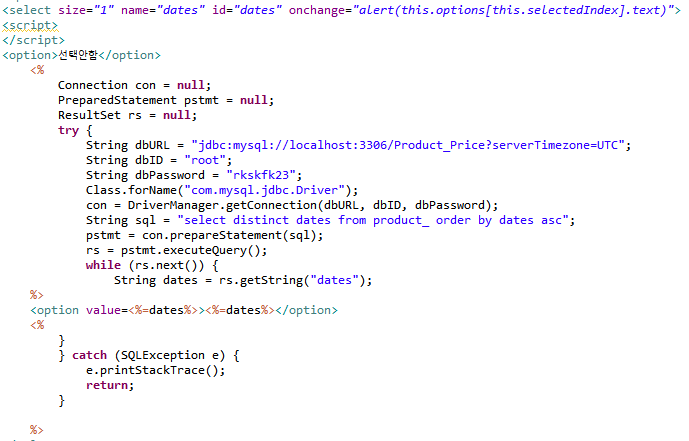 <select size="1" name="dates" id="dates" onchange="alert(this.options[this.selectedIndex].text)">
<script>
</script>
<option>선택안함</option>
<%
Connection con = null;
PreparedStatement pstmt = null;
ResultSet rs = null;
try {
String dbURL = "jdbc:mysql://localhost:3306/Product_Price?serverTimezone=UTC";
String dbID = "root";
String dbPassword = "rkskfk23";
Class.forName("com.mysql.jdbc.Driver");
con = DriverManager.getConnection(dbURL, dbID, dbPassword);
String sql = "select distinct dates from product_ order by dates asc";
pstmt = con.prepareStatement(sql);
rs = pstmt.executeQuery();
while (rs.next()) {
String dates = rs.getString("dates");
%>
<option value=<%=dates%>><%=dates%></option>
<%
}
} catch (SQLException e) {
e.printStackTrace();
return;
}
%>